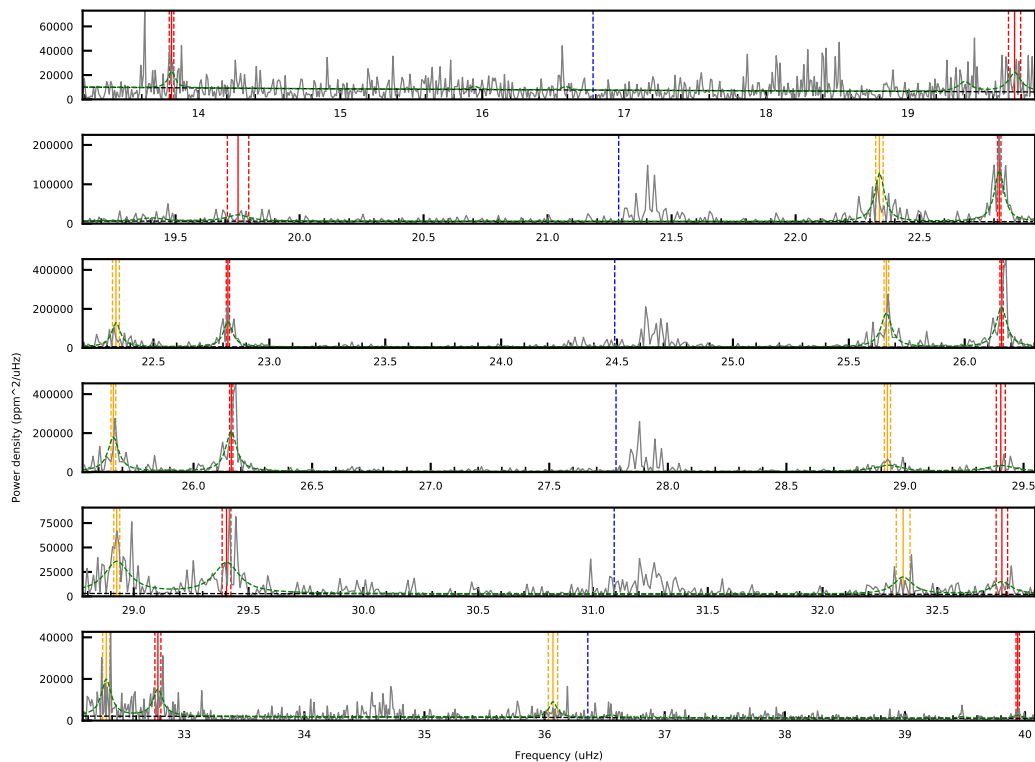 60000
40000
20000
0
14 15 16 17 18 19
200000
100000
0
19.5 20.0 20.5 21.0 21.5 22.0 22.5
400000
200000
0
22.5 23.0 23.5 24.0 24.5 25.0 25.5 26.0
400000
200000
0
26.0 26.5 27.0 27.5 28.0 28.5 29.0 29.5
Power density (ppm^2/uHz)
75000
50000
25000
0
29.0 29.5 30.0 30.5 31.0 31.5 32.0 32.5
40000
20000
0
33 34 35 36 37 38 39 40
Frequency (uHz)